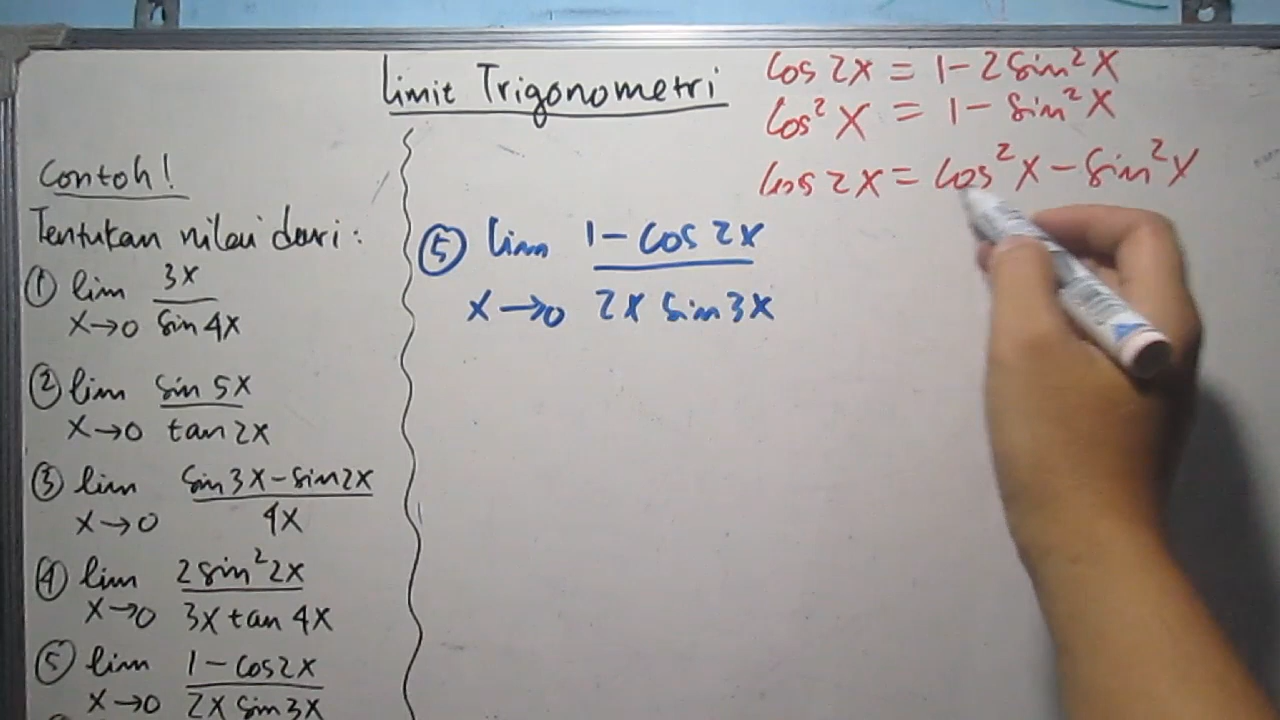 Limit Trigonometri
cos 2x = 1 - 2 sin² x
cos² x = 1 - sin² x
cos 2x = cos² x - sin² x
Contoh!
Tentukan nilai dari :
① lim 3x
x→0 sin 4x
② lim sin 5x
x→0 tan 2x
③ lim sin 3x - sin 2x
x→0 4x
④ lim 2 sin² 2x
x→0 3x tan 4x
⑤ lim 1 - cos 2x
x→0 2x sin 3x
⑤ lim 1 - cos 2x
x→0 2x sin 3x